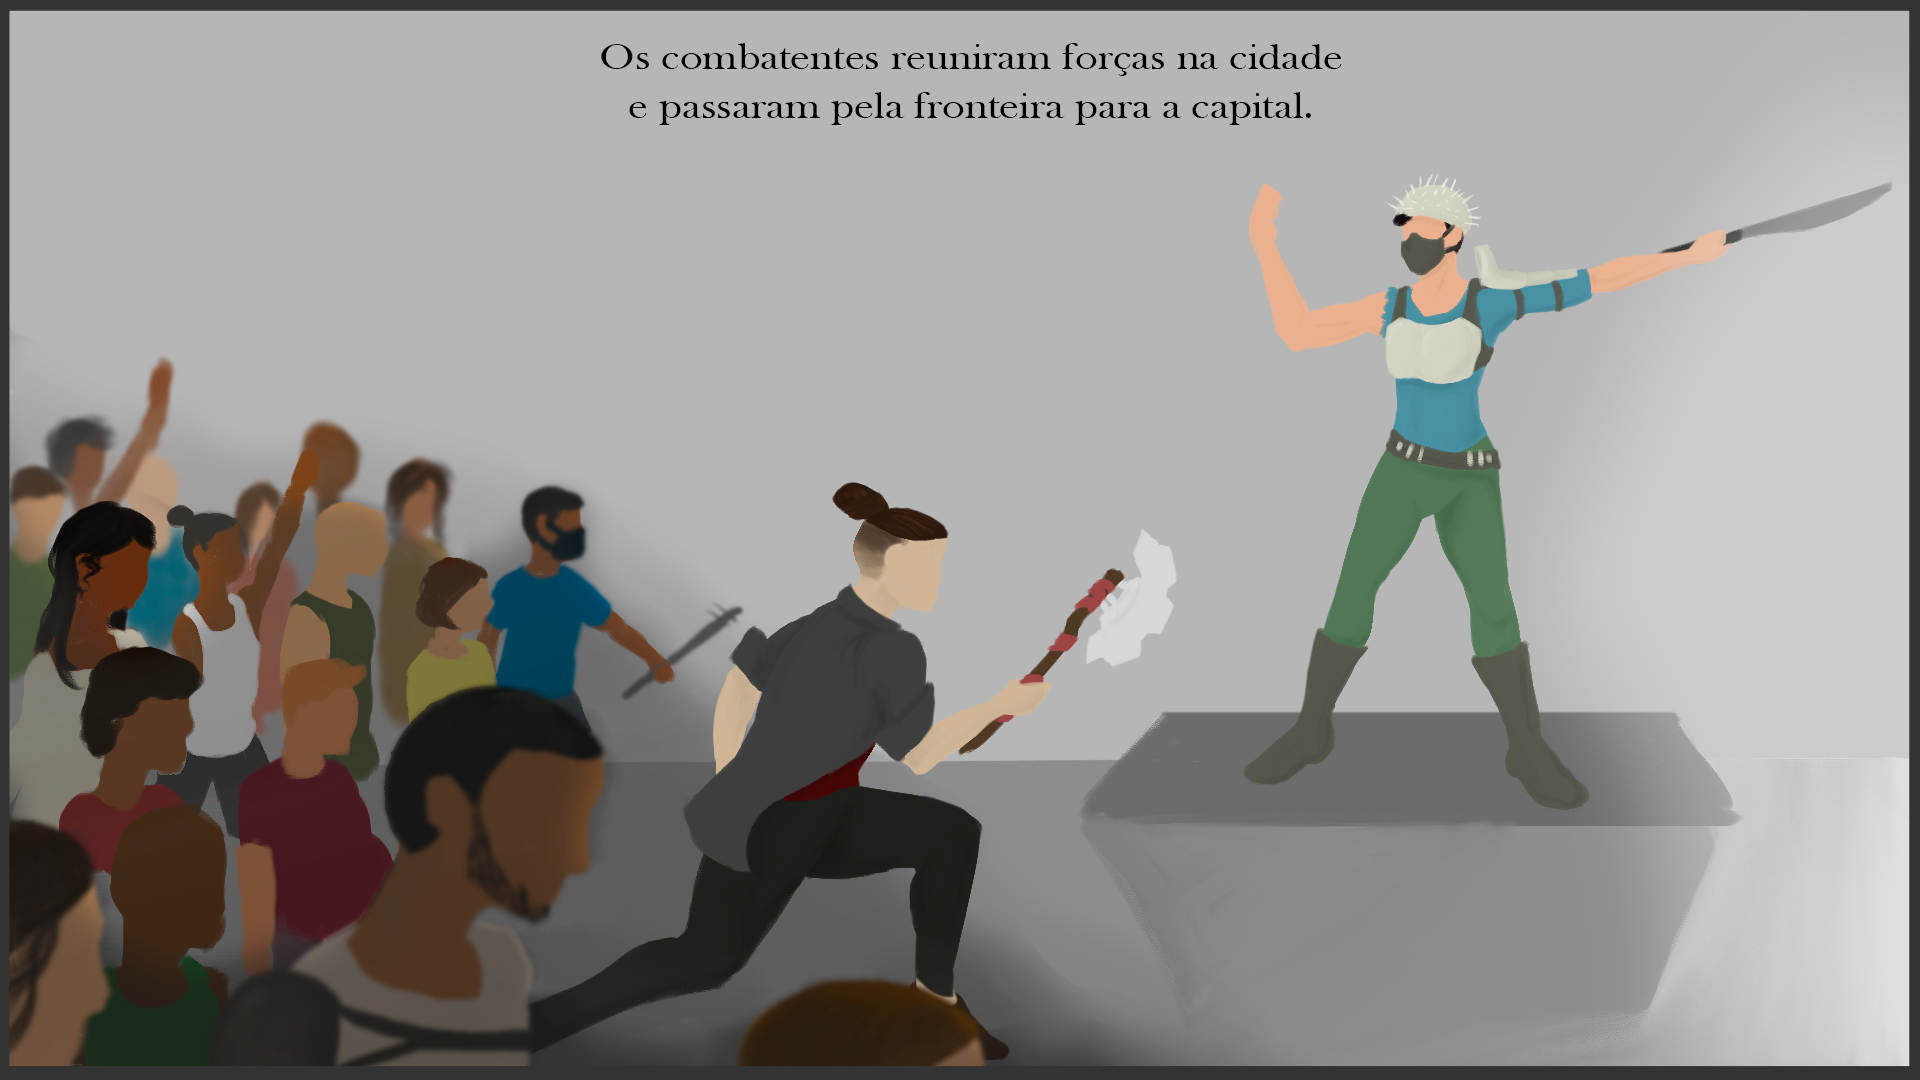 Os combatentes reuniram forças na cidade
e passaram pela fronteira para a capital.